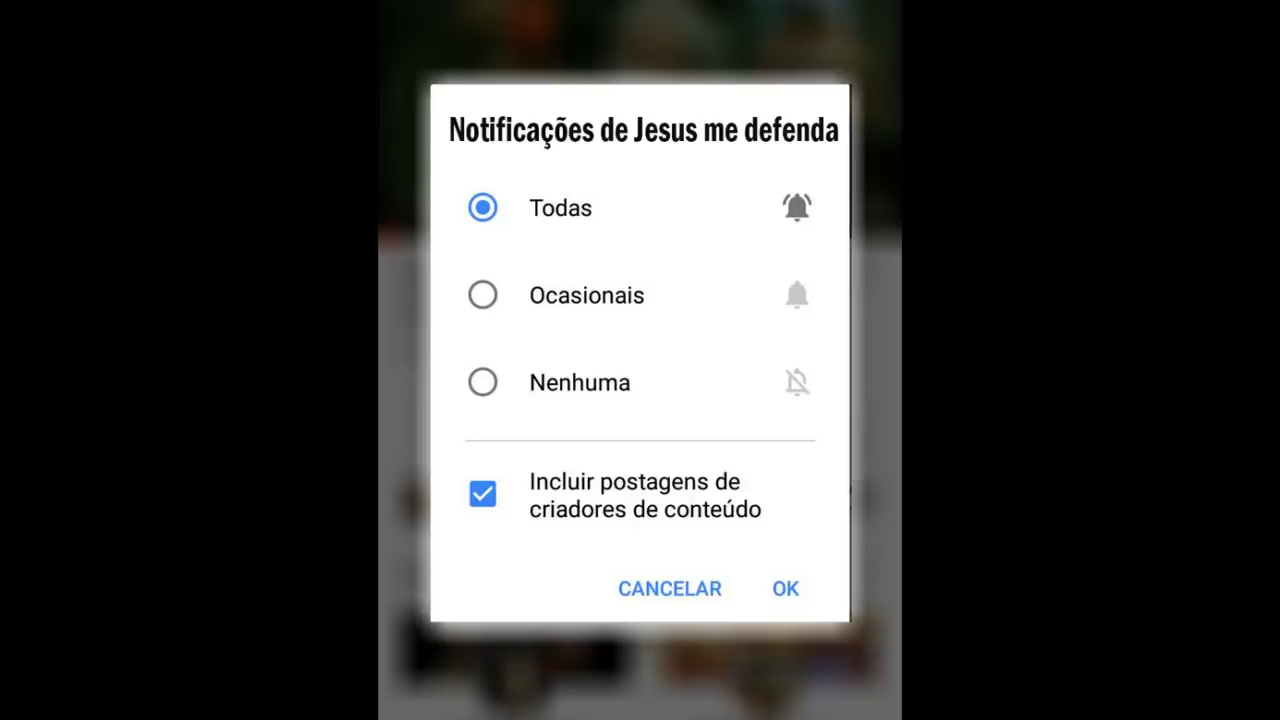 Notificações de Jesus me defenda
Todas
Ocasionais
Nenhuma
Incluir postagens de
criadores de conteúdo
CANCELAR OK